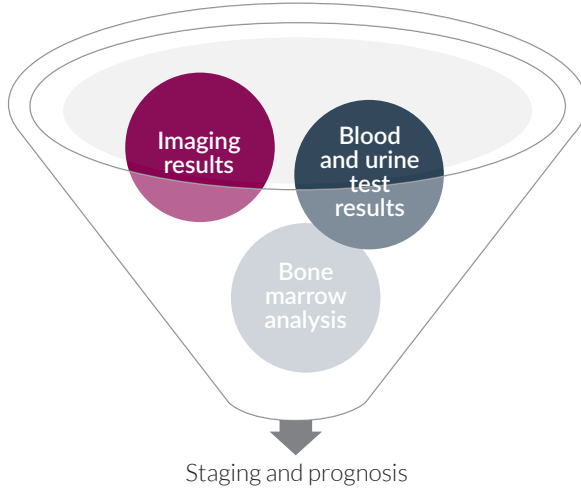 Imaging
results
Blood
and urine
test
results
Bone
marrow
analysis
Staging and prognosis